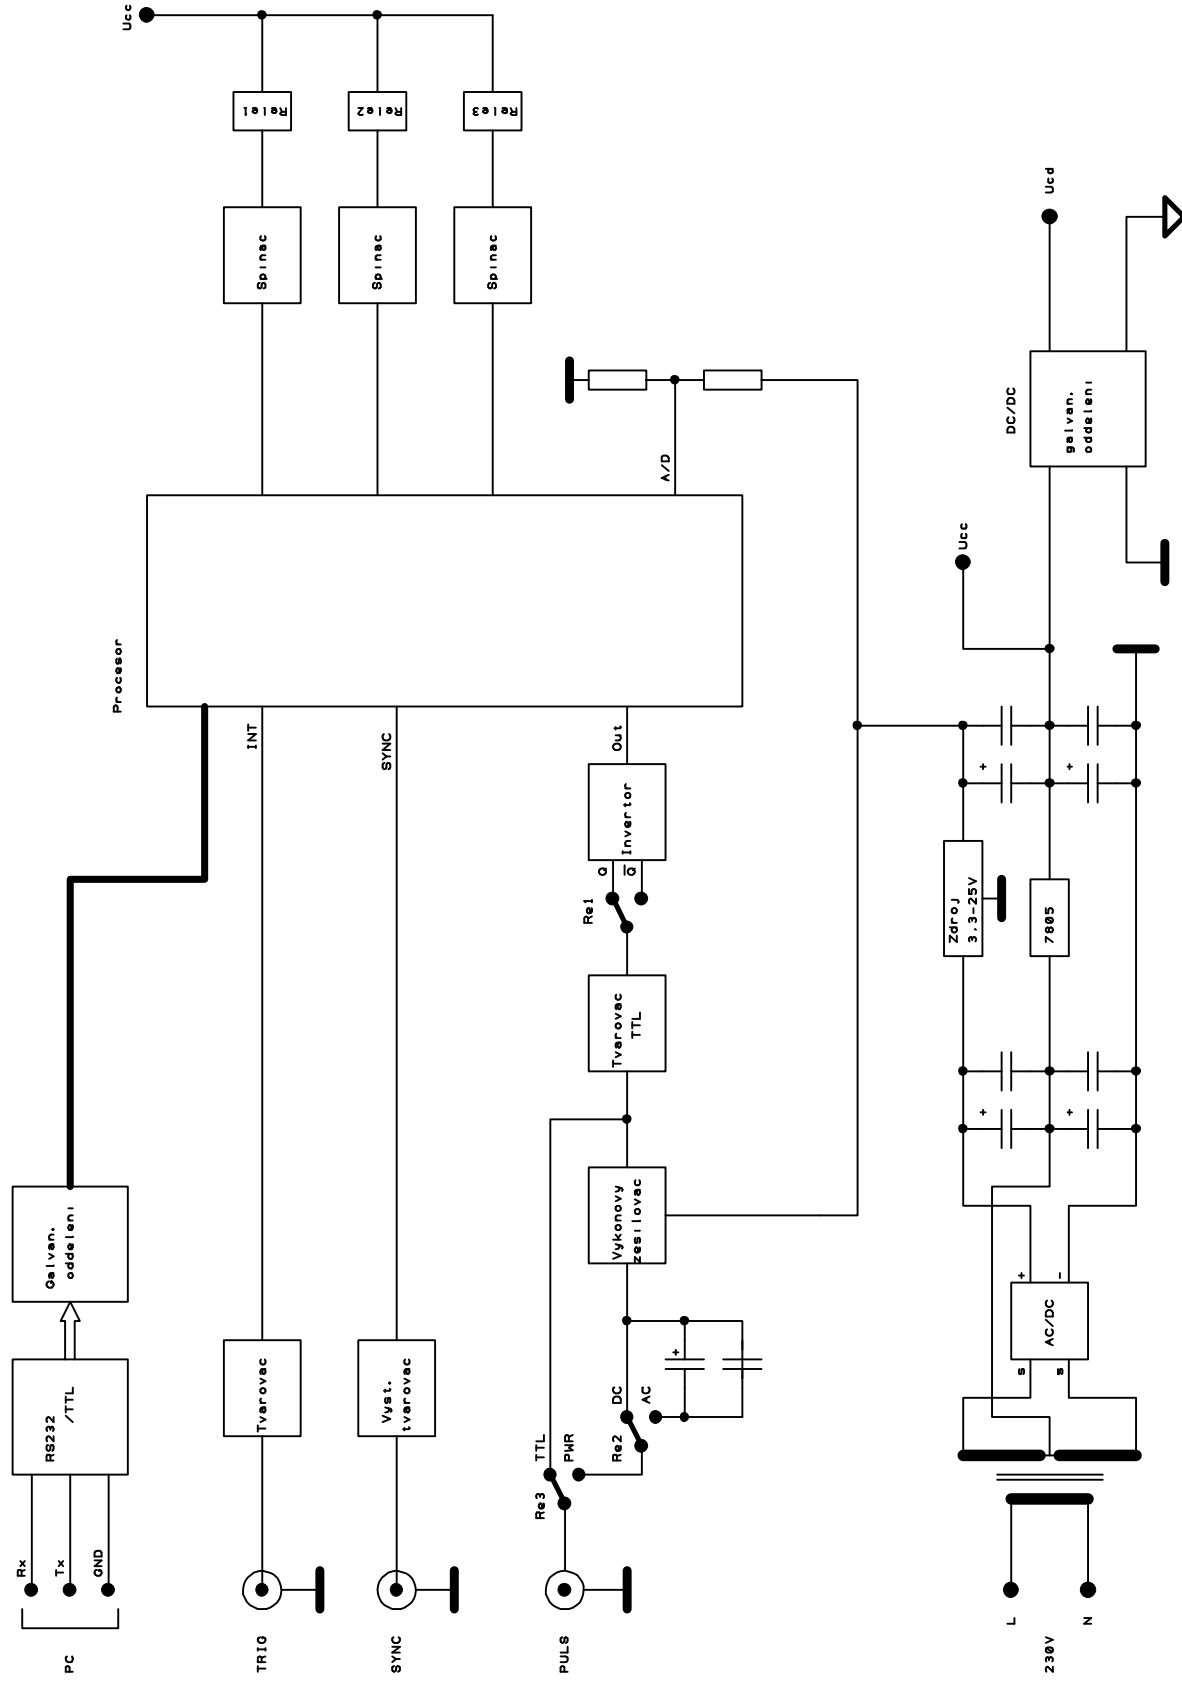 PC
Rx
Tx
GND
RS232
/TTL
Galvan.
oddeleni
Procesor
Ucc
TRIG
Tvarovac
INT
Spinac
Rele1
SYNC
Vyst.
tvarovac
SYNC
Spinac
Rele2
Spinac
Rele3
PULS
Re3
TTL
PWR
Re2
DC
AC
+
Vykonovy
zesilovac
Tvarovac
TTL
Re1
Q
Q
Invertor
Out
A/D
230V
L
N
s
s
AC/DC
+
-
+
+
Zdroj
3,3-25V
7805
+
+
Ucc
DC/DC
galvan.
oddeleni
Ucd